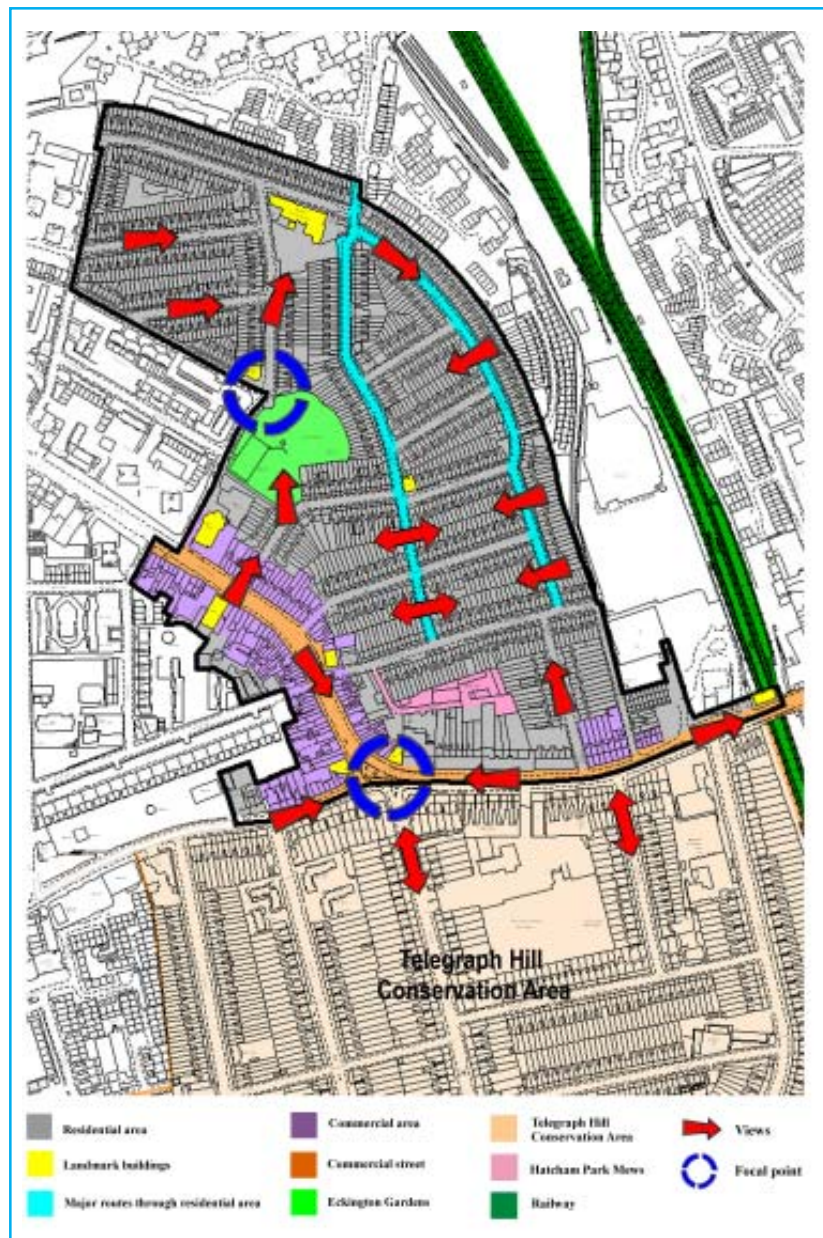 Telegraph Hill
Conservation Area
Residential area
Commercial area
Telegraph Hill
Conservation Area
Views
Landmark buildings
Commercial street
Hatcham Park Mews
Focal point
Major routes through residential area
Eckington Gardens
Railway